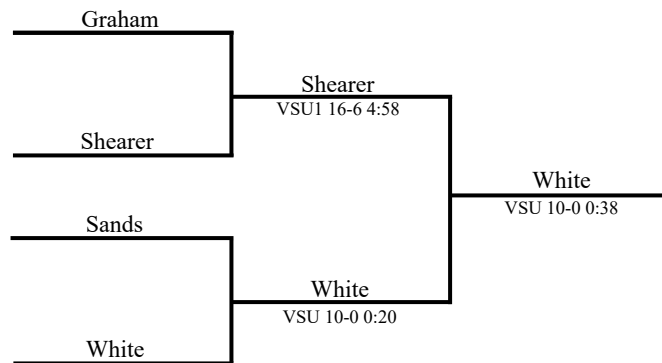 Graham
Shearer
VSU1 16-6 4:58
Shearer
White
VSU 10-0 0:38
Sands
White
VSU 10-0 0:20
White